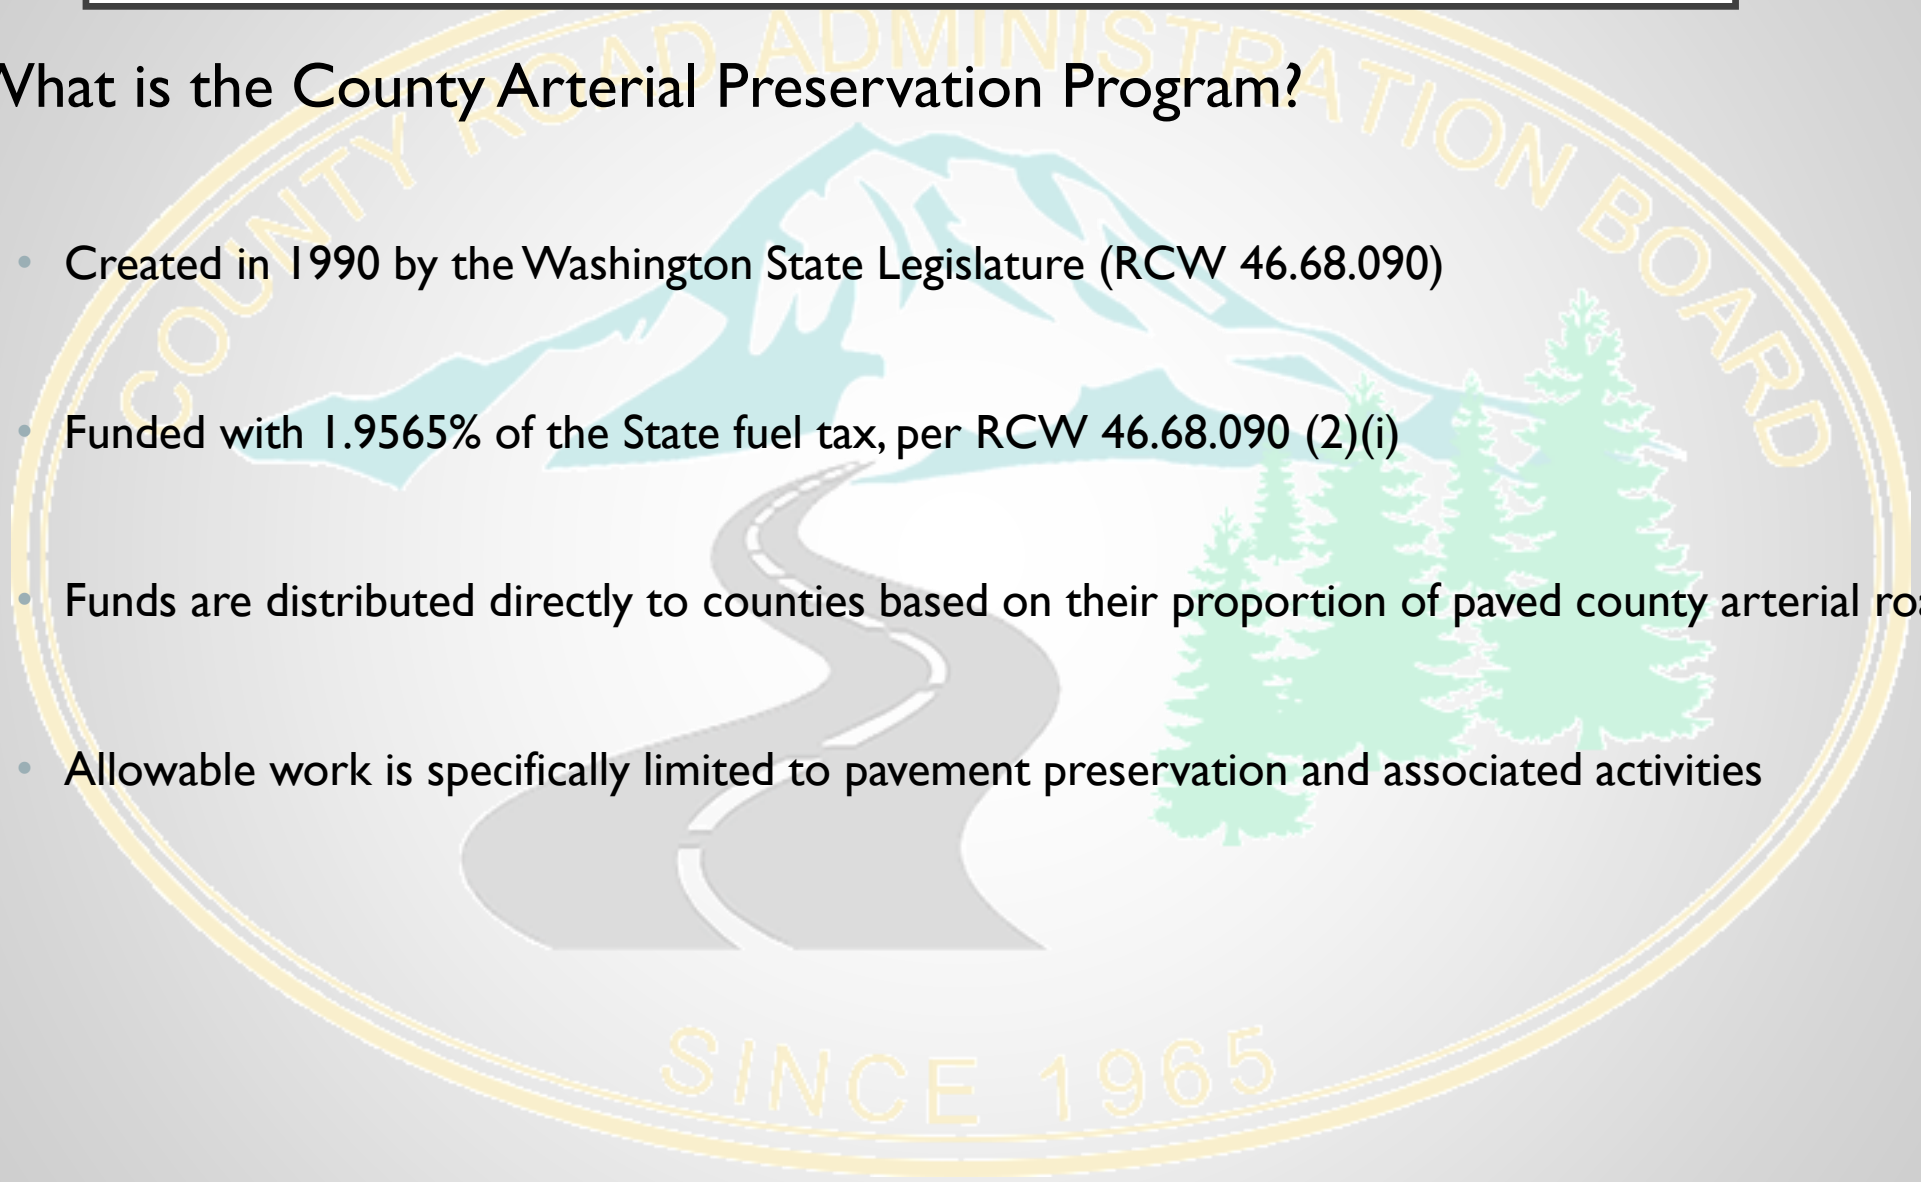 What is the County Arterial Preservation Program?
• Created in 1990 by the Washington State Legislature (RCW 46.68.090)
• Funded with 1.9565% of the State fuel tax, per RCW 46.68.090 (2)(i)
• Funds are distributed directly to counties based on their proportion of paved county arterial
• Allowable work is specifically limited to pavement preservation and associated activities
COUNTY ROAD ADMINISTRATION BOARD
SINCE 1965